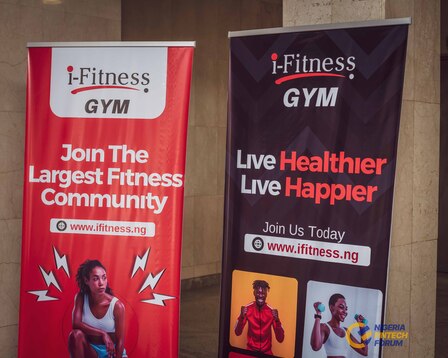 i-Fitness
GYM
Join The
Largest Fitness
Community
www.ifitness.ng
i-Fitness
GYM
Live Healthier
Live Happier
Join Us Today
www.ifitness.ng
NIGERIA
FINTECH
FORUM